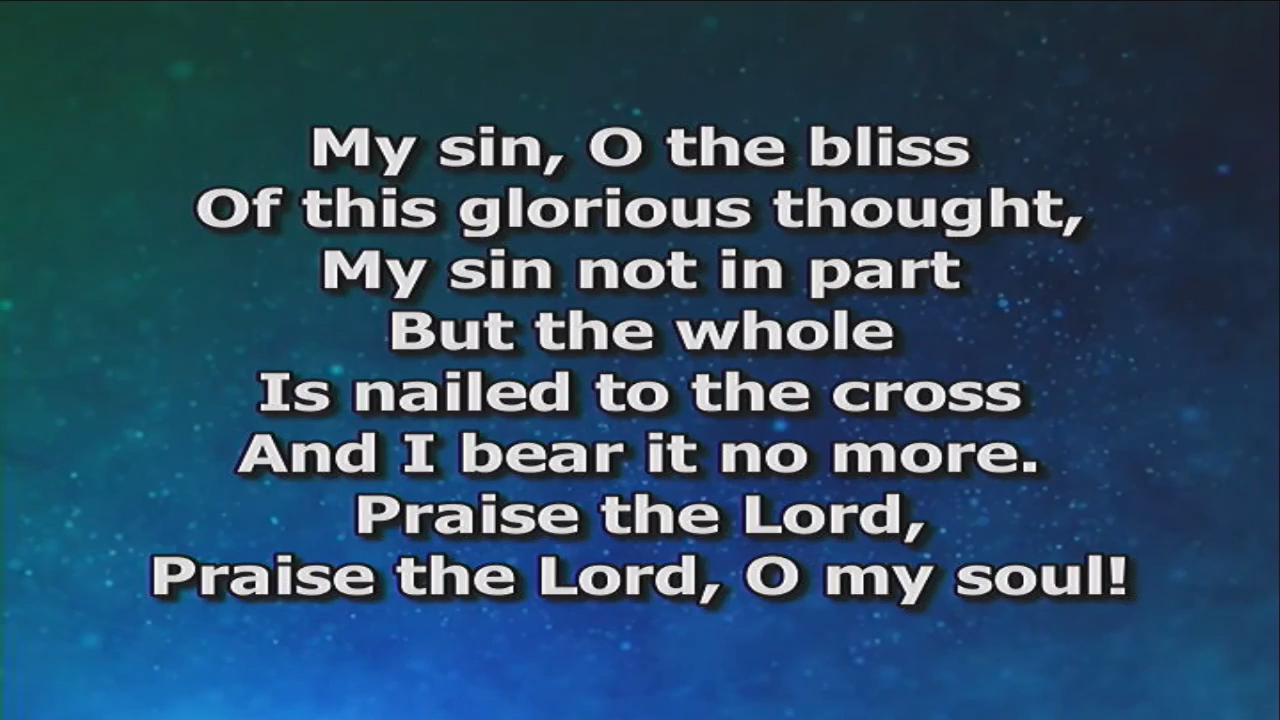 My sin, O the bliss
Of this glorious thought,
My sin not in part
But the whole
Is nailed to the cross
And I bear it no more.
Praise the Lord,
Praise the Lord, O my soul!